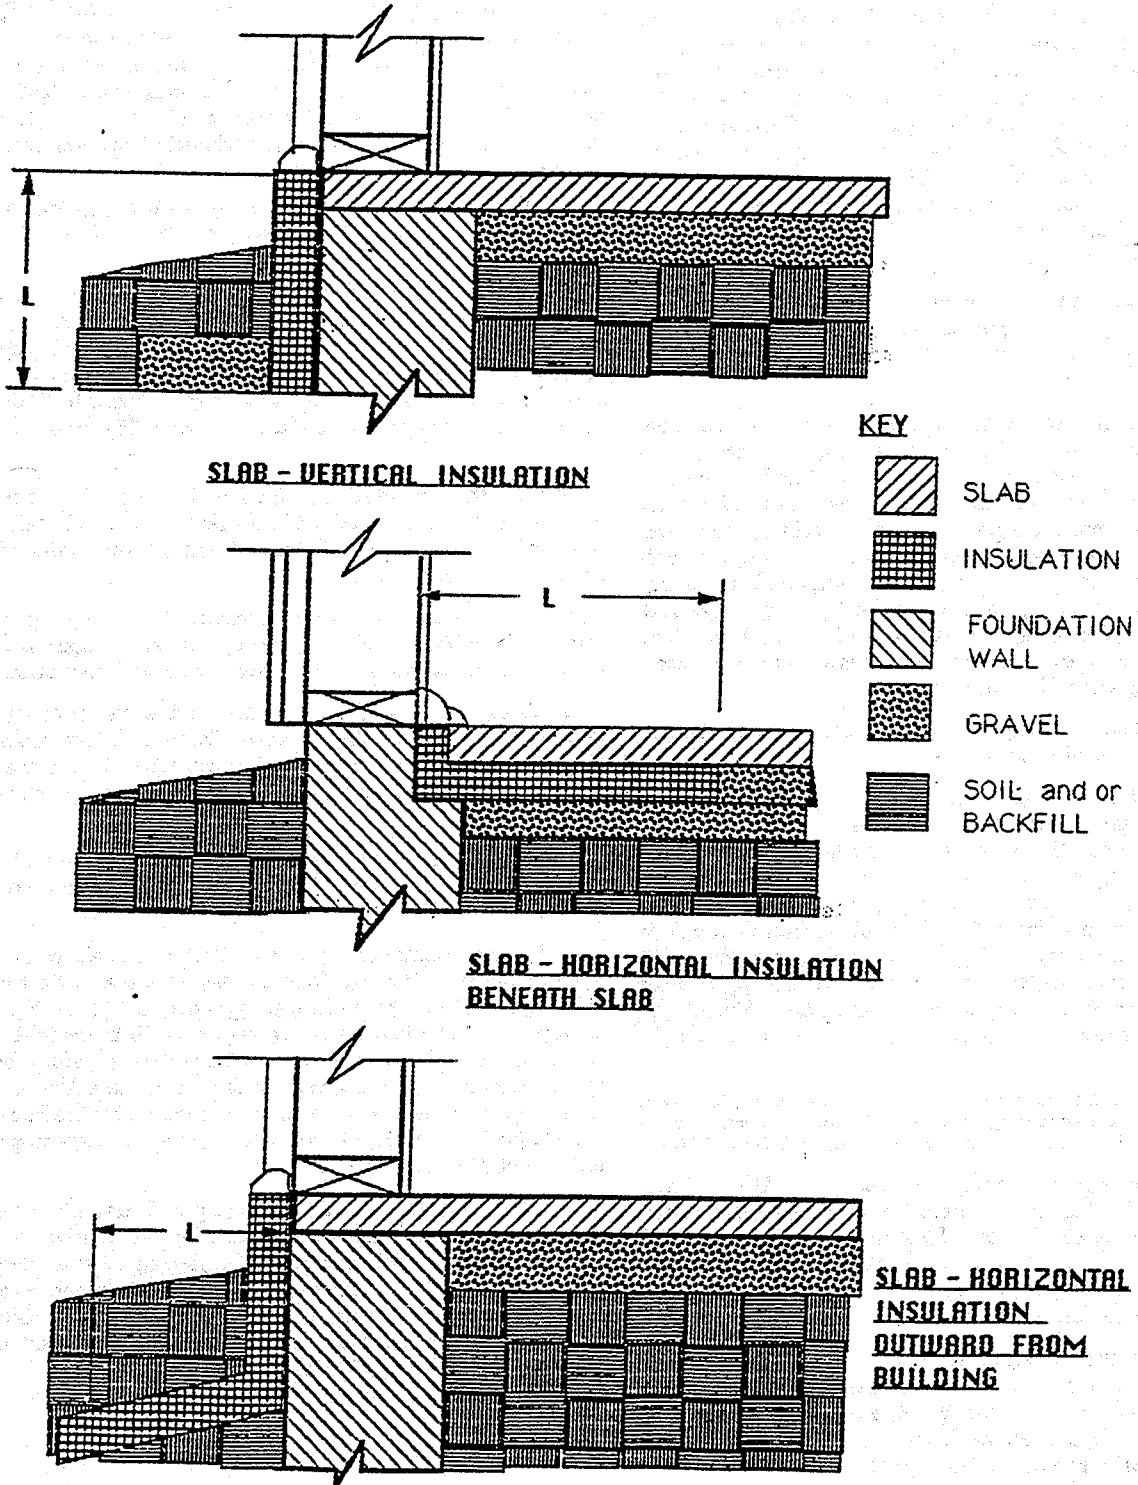 L
SLAB - VERTICAL INSULATION
KEY
SLAB
INSULATION
FOUNDATION
WALL
GRAVEL
SOIL and or
BACKFILL
L
SLAB - HORIZONTAL INSULATION
BENEATH SLAB
L
SLAB - HORIZONTAL
INSULATION
OUTWARD FROM
BUILDING